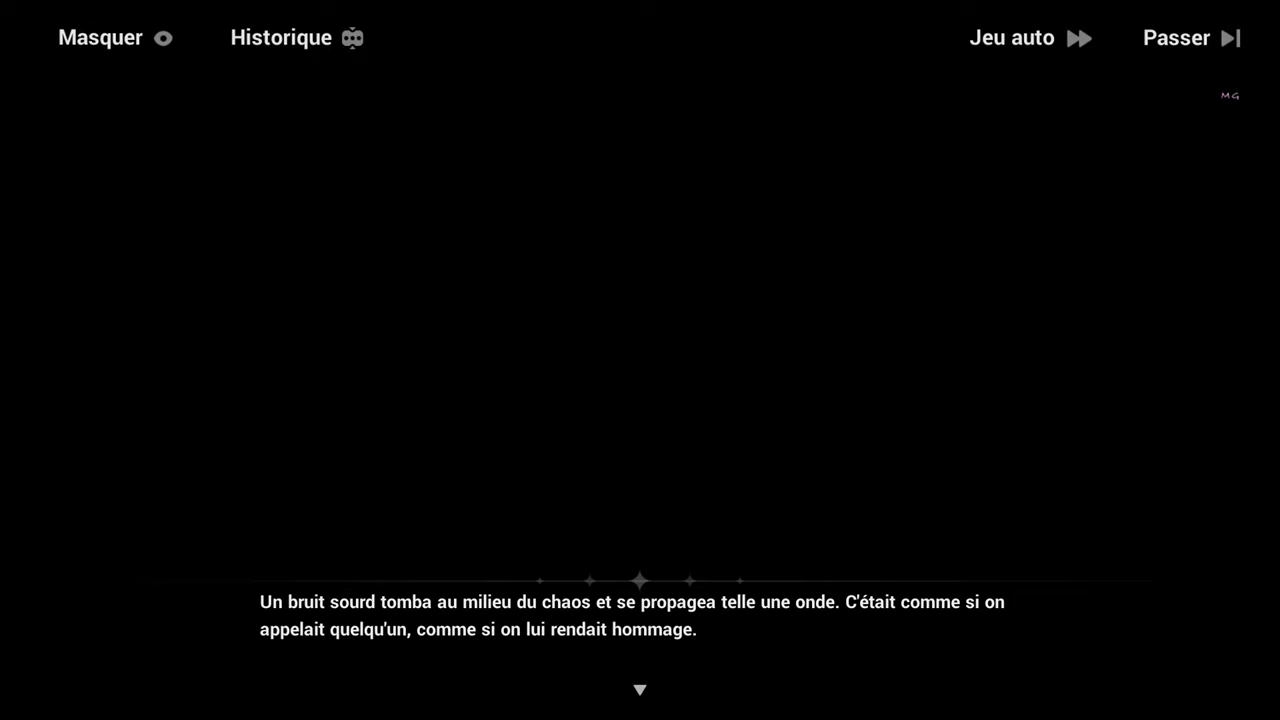 Masquer
Historique
Jeu auto
Passer
MG
Un bruit sourd tomba au milieu du chaos et se propagea telle une onde. C'était comme si on
appelait quelqu'un, comme si on lui rendait hommage.